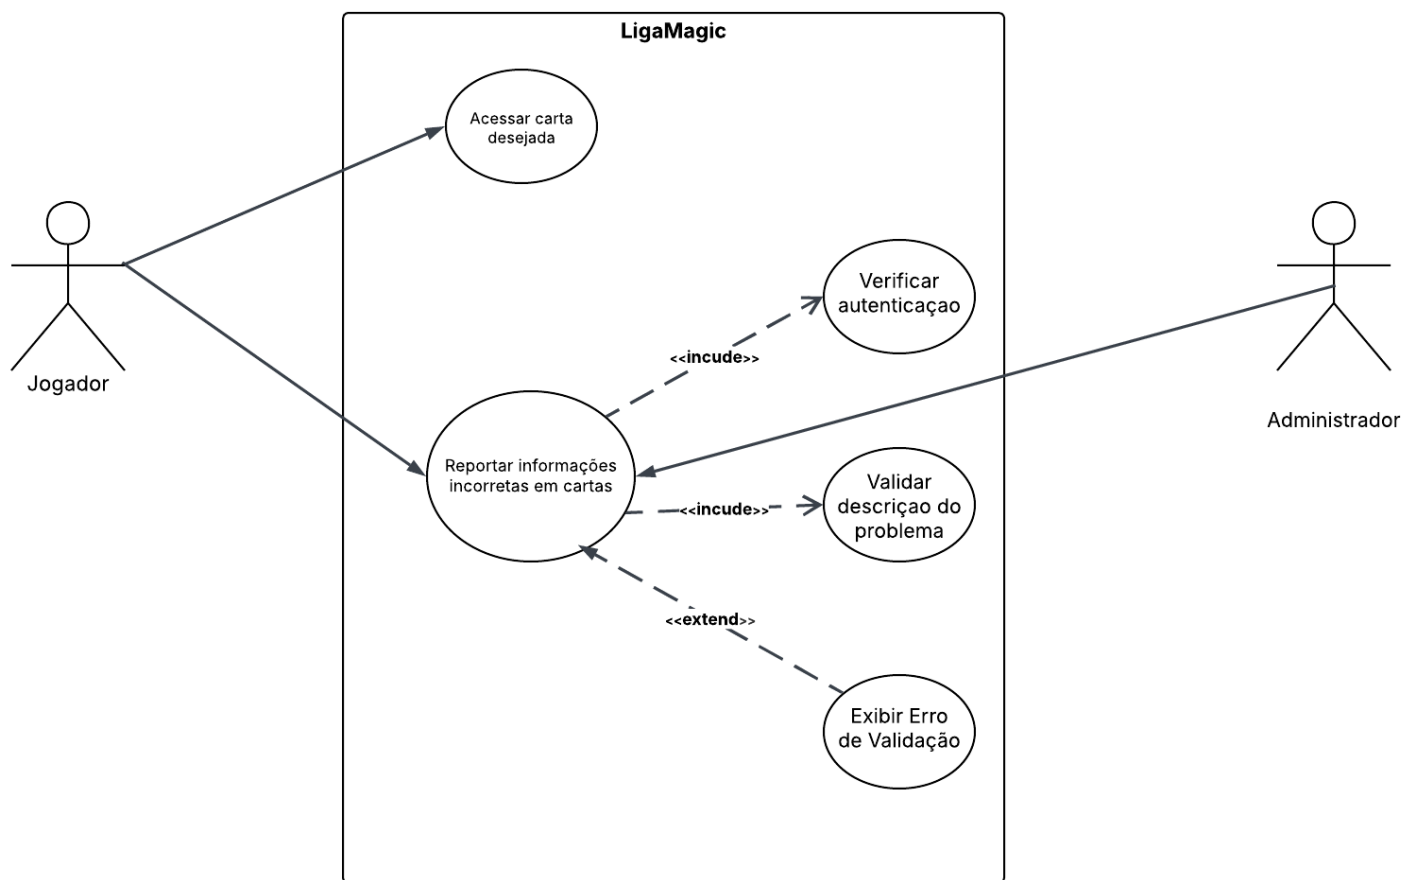 LigaMagic
Acessar carta
desejada
Verificar
autenticaçao
<<incude>>
Jogador
Administrador
Reportar informações
incorretas em cartas
Validar
descriçao do
problema
<<incude>>
<<extend>>
Exibir Erro
de Validação